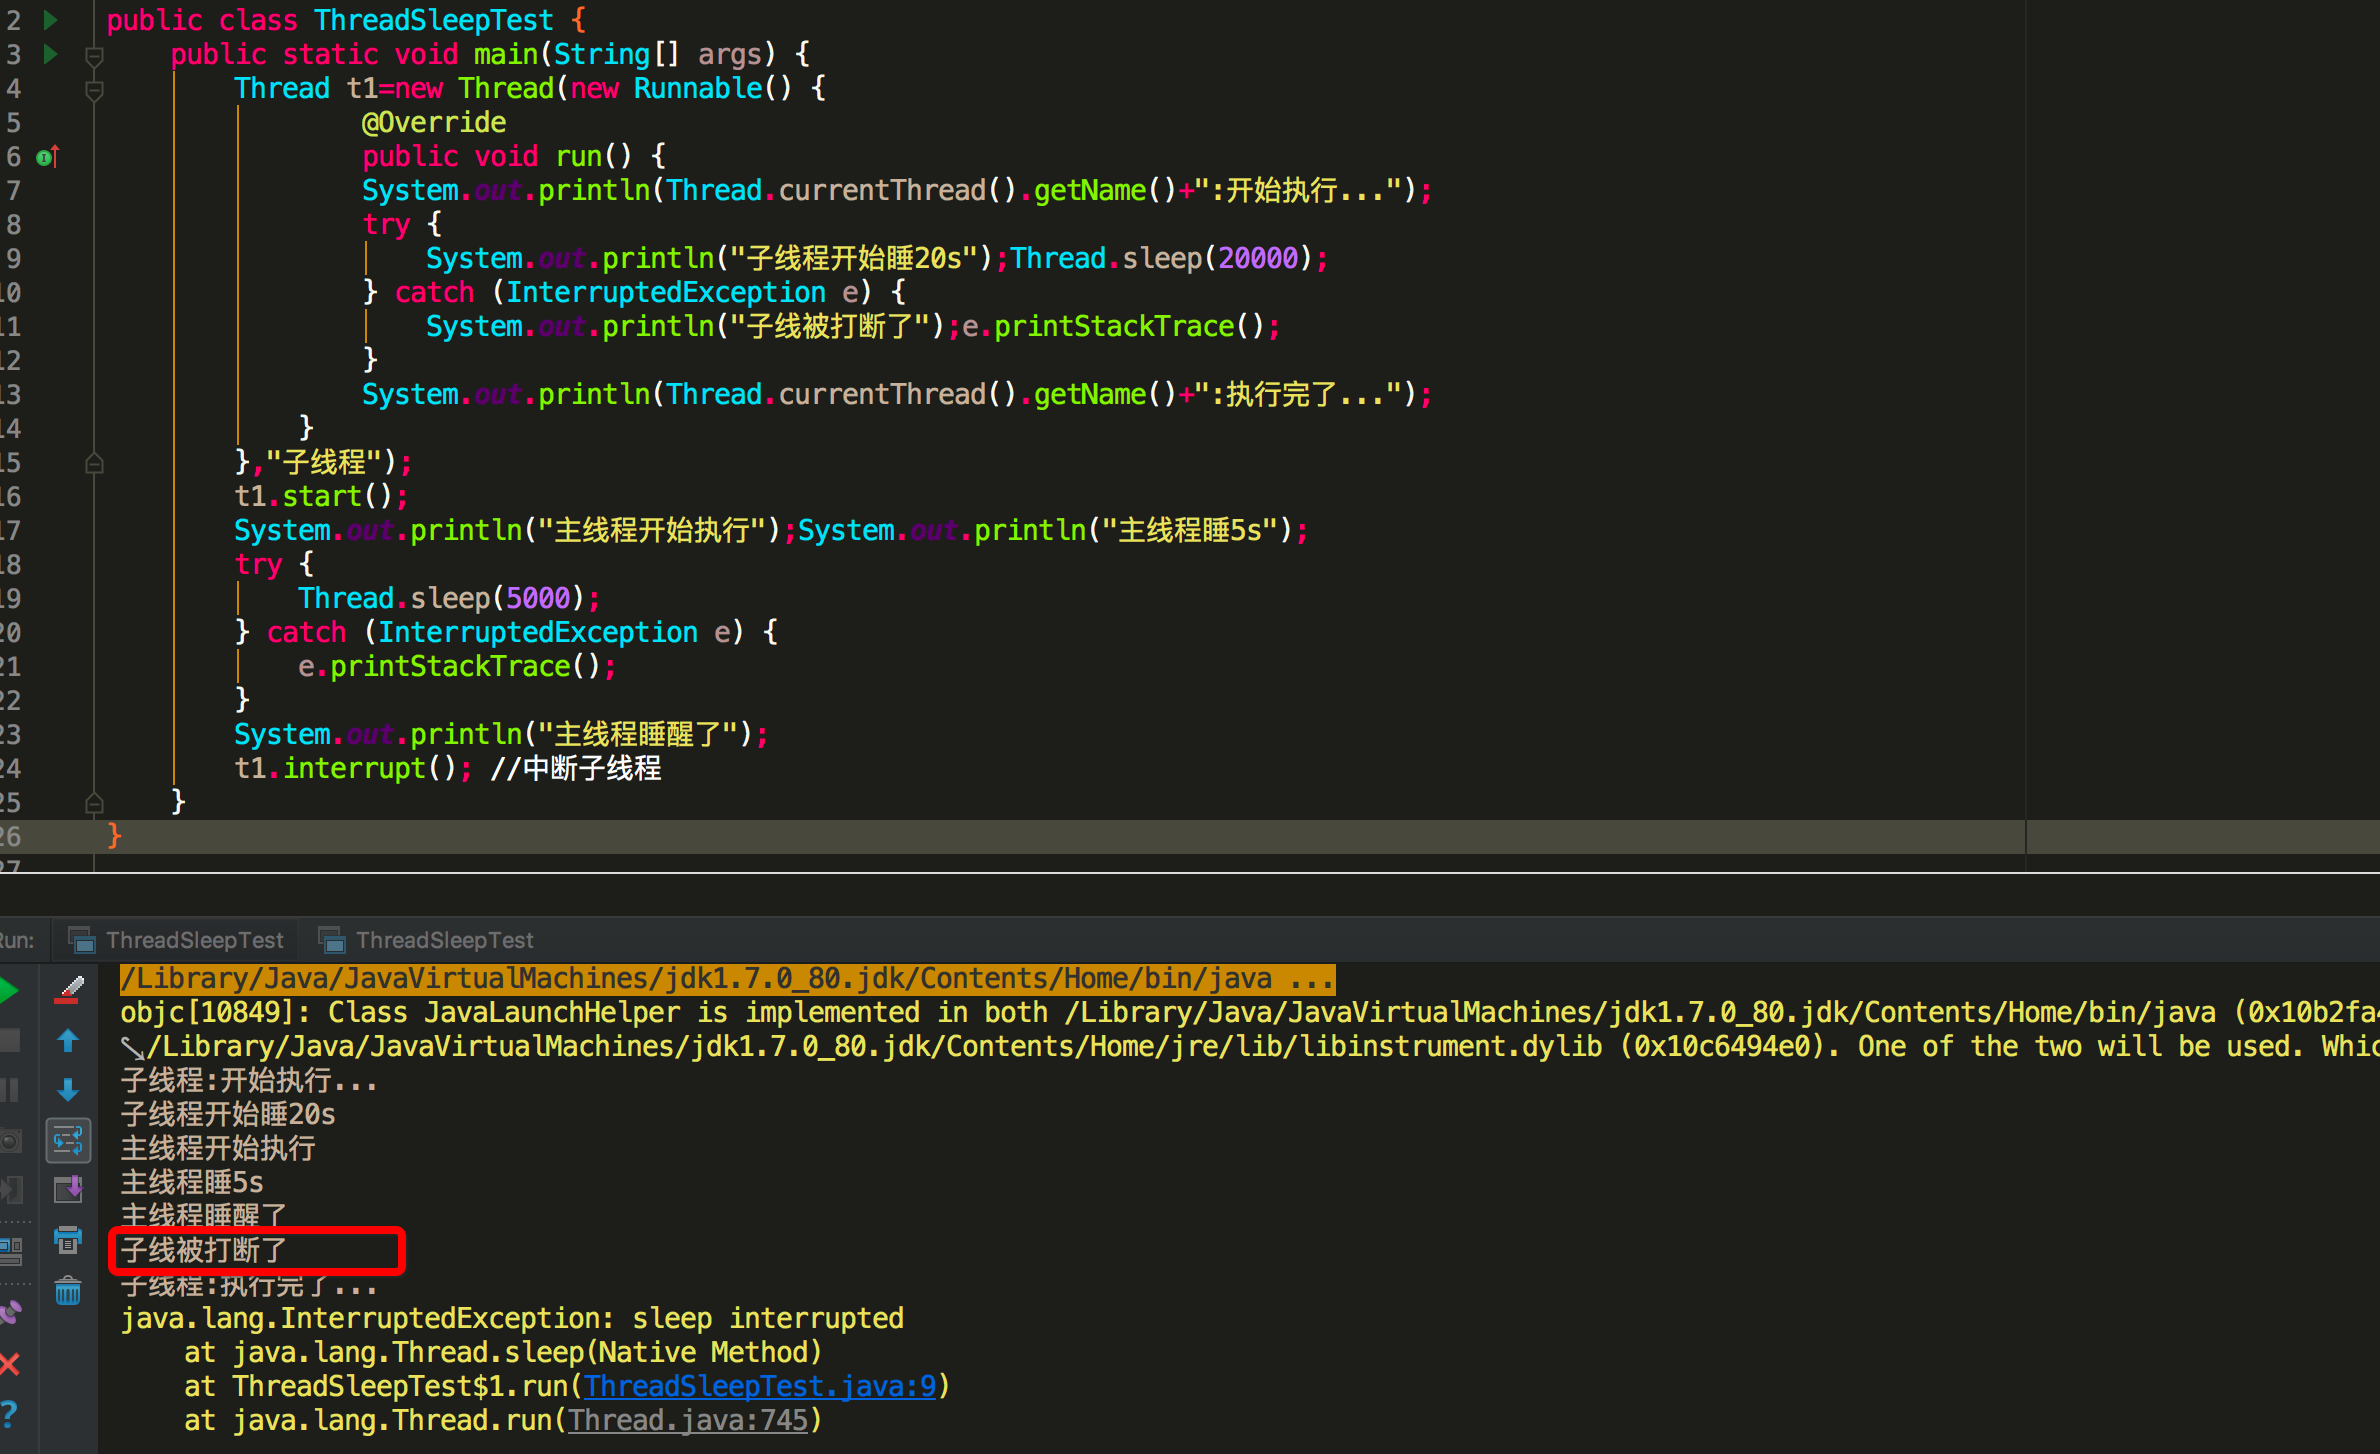 2 public class ThreadSleepTest {
3 public static void main(String[] args) {
4 Thread t1=new Thread(new Runnable() {
5 @Override
6 public void run() {
7 System.out.println(Thread.currentThread().getName()+":开始执行...");
8 try {
9 System.out.println("子线程开始睡20s");Thread.sleep(20000);
10 } catch (InterruptedException e) {
11 System.out.println("子线被打断了");e.printStackTrace();
12 }
13 System.out.println(Thread.currentThread().getName()+":执行完了...");
14 }
15 },"子线程");
16 t1.start();
17 System.out.println("主线程开始执行");System.out.println("主线程睡5s");
18 try {
19 Thread.sleep(5000);
20 } catch (InterruptedException e) {
21 e.printStackTrace();
22 }
23 System.out.println("主线程睡醒了");
24 t1.interrupt(); //中断子线程
25 }
26 }
27
Run: ThreadSleepTest ThreadSleepTest
/Library/Java/JavaVirtualMachines/jdk1.7.0_80.jdk/Contents/Home/bin/java ...
objc[10849]: Class JavaLaunchHelper is implemented in both /Library/Java/JavaVirtualMachines/jdk1.7.0_80.jdk/Contents/Home/bin/java (0x10b2fa4
/Library/Java/JavaVirtualMachines/jdk1.7.0_80.jdk/Contents/Home/jre/lib/libinstrument.dylib (0x10c6494e0). One of the two will be used. Whic
子线程:开始执行...
子线程开始睡20s
主线程开始执行
主线程睡5s
主线程睡醒了
子线被打断了
子线程:执行完了...
java.lang.InterruptedException: sleep interrupted
at java.lang.Thread.sleep(Native Method)
at ThreadSleepTest$1.run(ThreadSleepTest.java:9)
at java.lang.Thread.run(Thread.java:745)